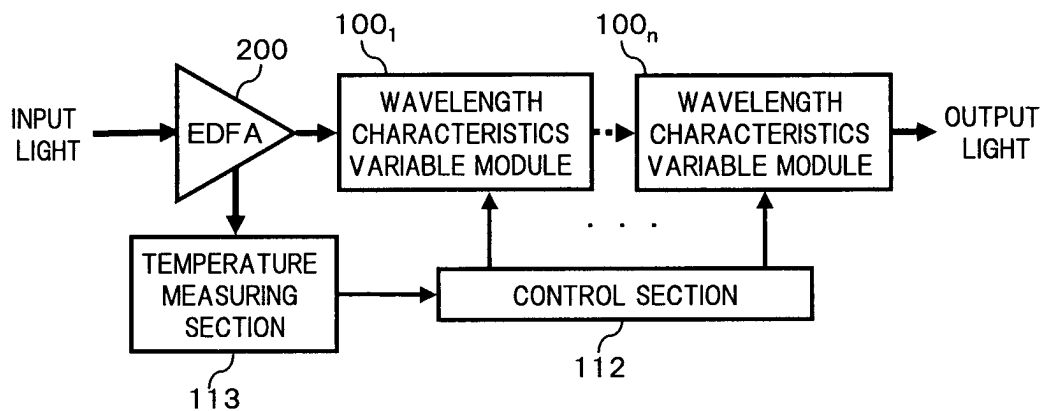 200
100₁
100ₙ
INPUT
LIGHT
EDFA
WAVELENGTH
CHARACTERISTICS
VARIABLE MODULE
WAVELENGTH
CHARACTERISTICS
VARIABLE MODULE
OUTPUT
LIGHT
. . .
TEMPERATURE
MEASURING
SECTION
CONTROL SECTION
113
112